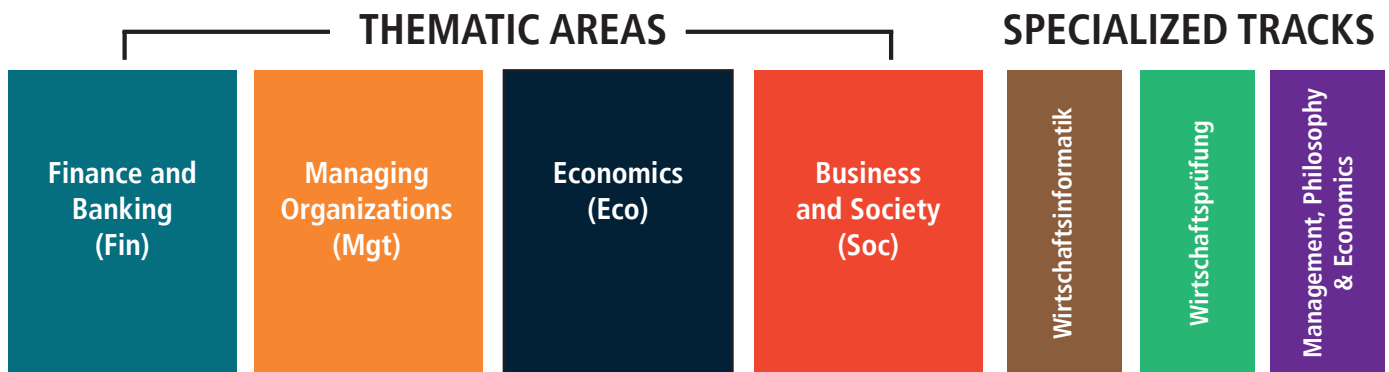 THEMATIC AREAS
SPECIALIZED TRACKS
Finance and
Banking
(Fin)
Managing
Organizations
(Mgt)
Economics
(Eco)
Business
and Society
(Soc)
Wirtschaftsinformatik
Wirtschaftsprüfung
Management, Philosophy
& Economics